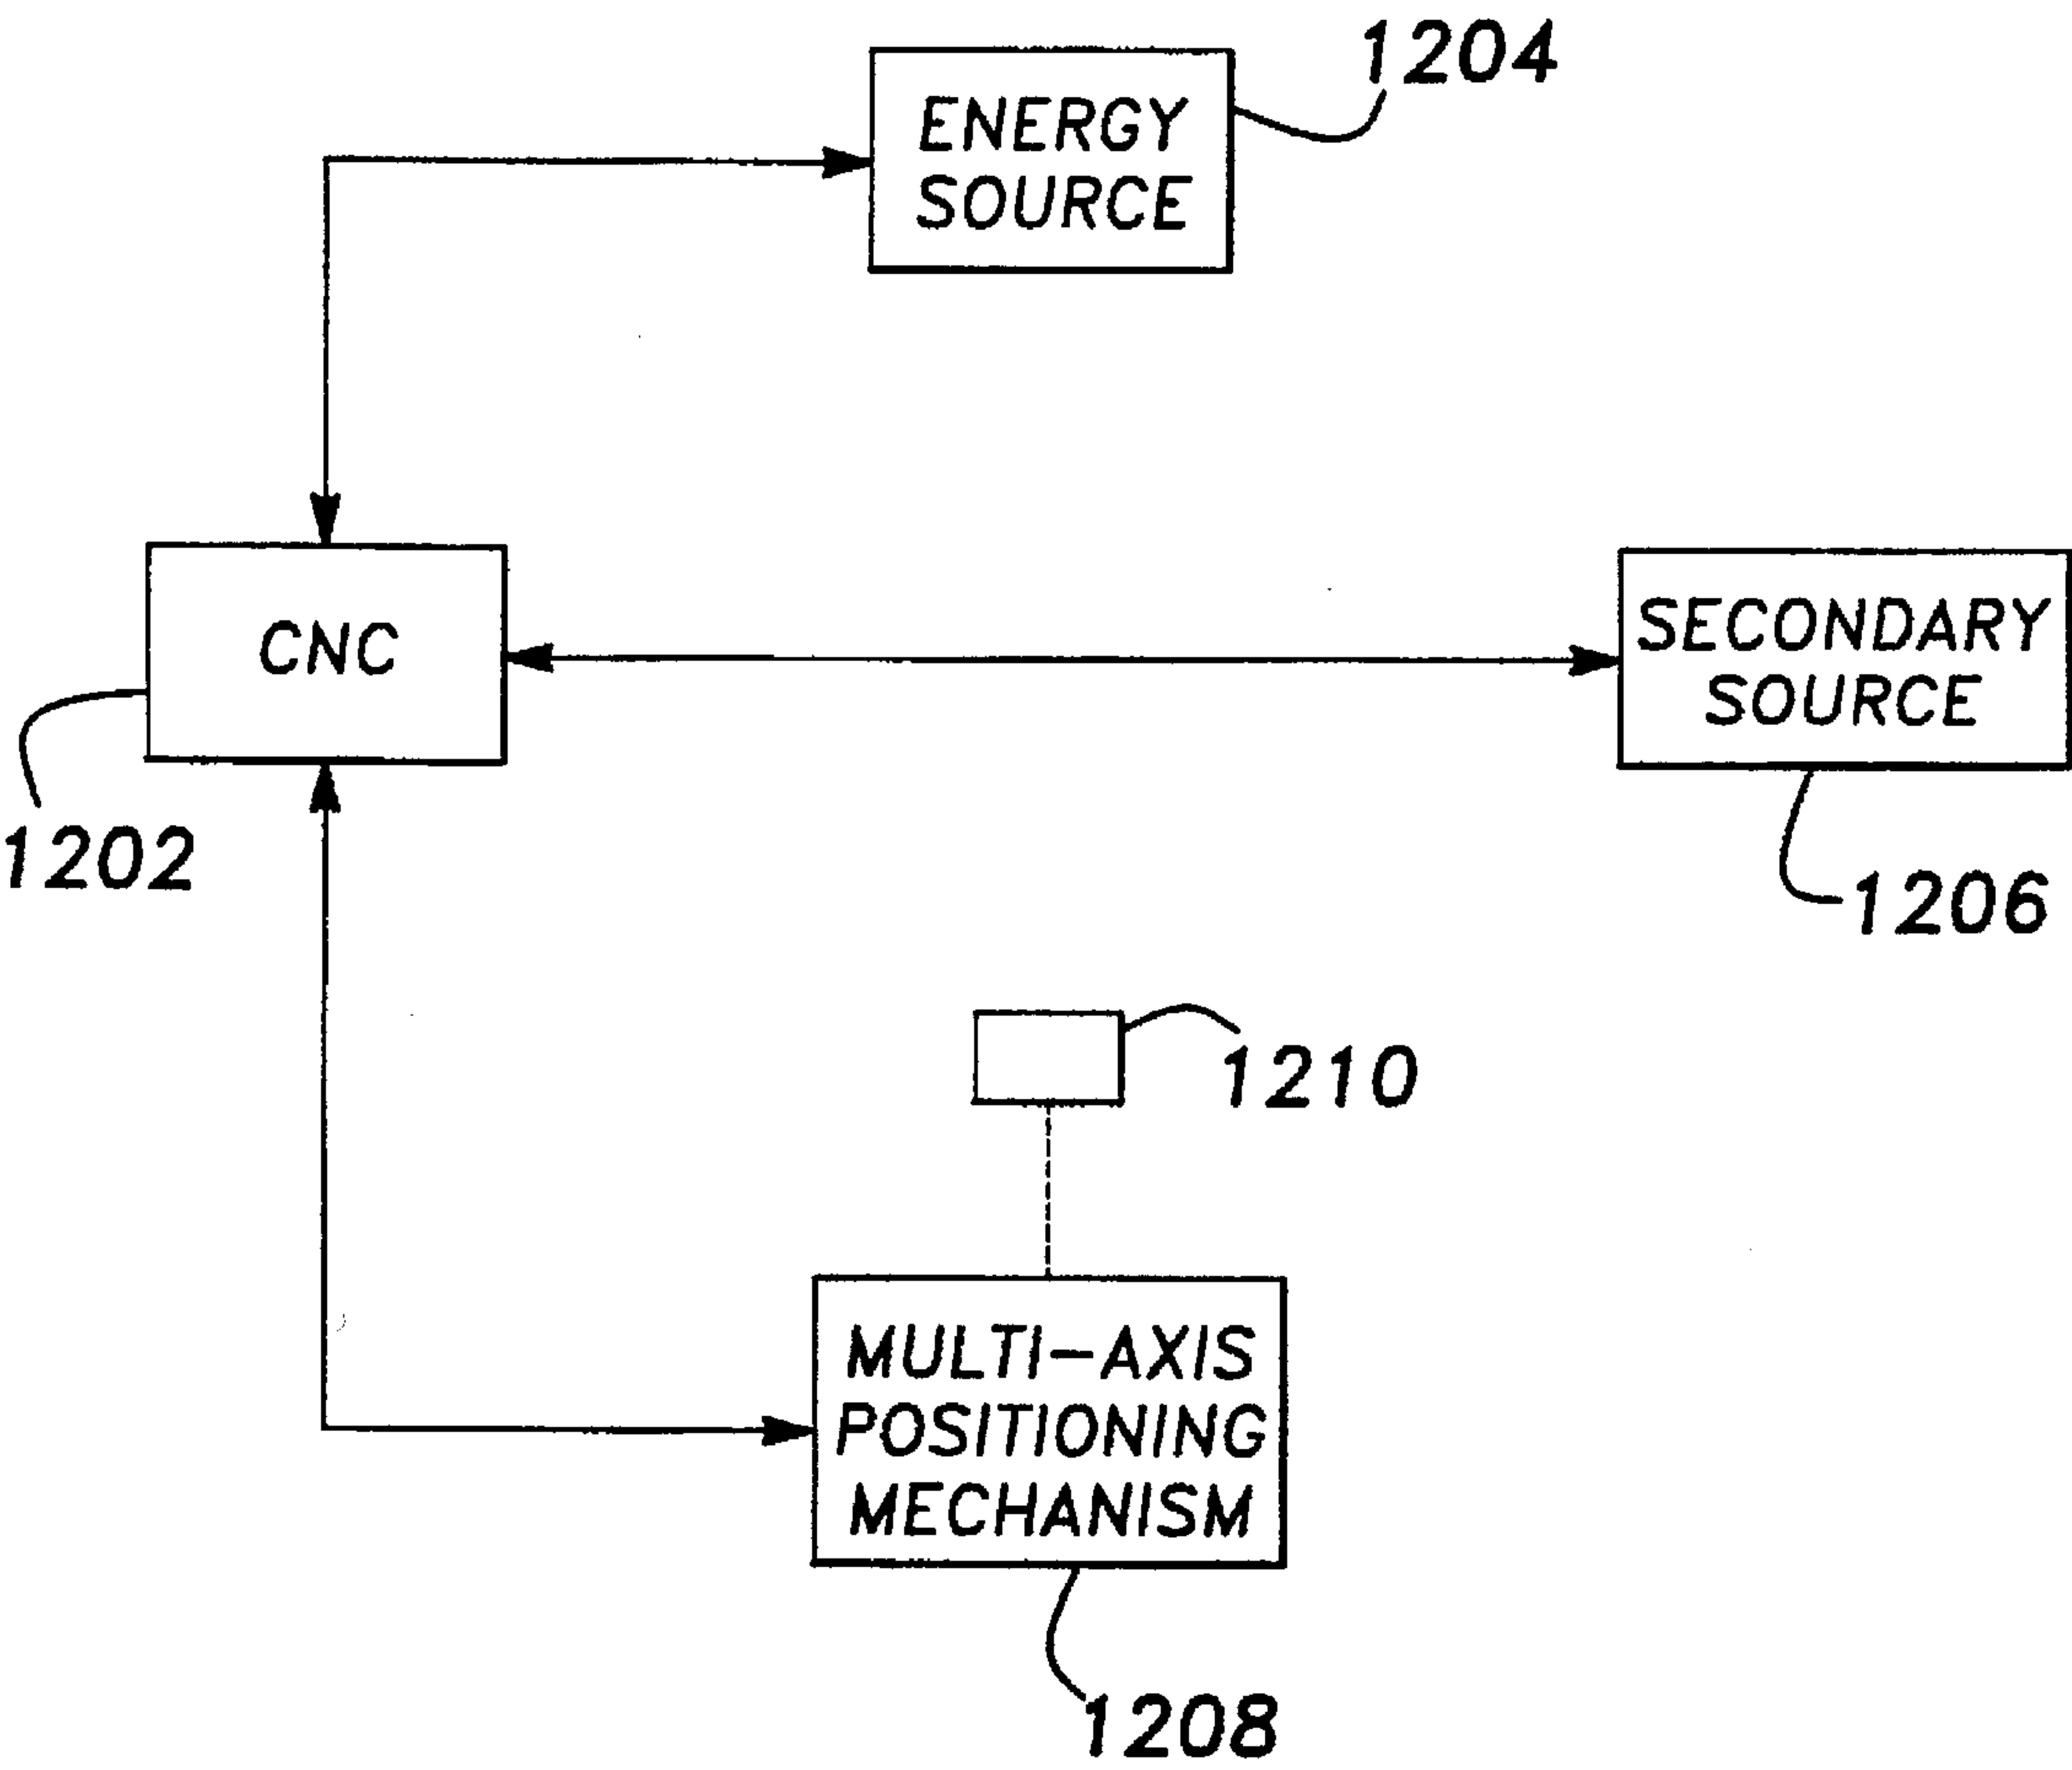 1204
ENERGY
SOURCE
CNC
SECONDARY
SOURCE
1202
1206
1210
MULTI-AXIS
POSITIONING
MECHANISM
1208